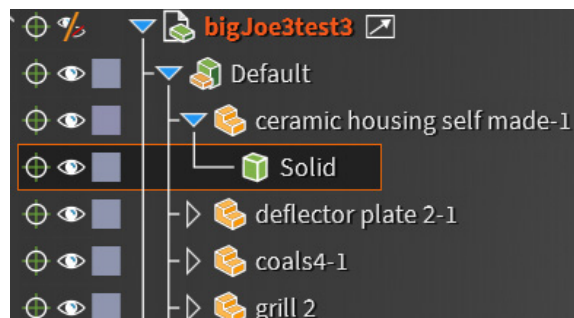 bigJoe3test3
Default
ceramic housing self made-1
Solid
deflector plate 2-1
coals4-1
grill 2